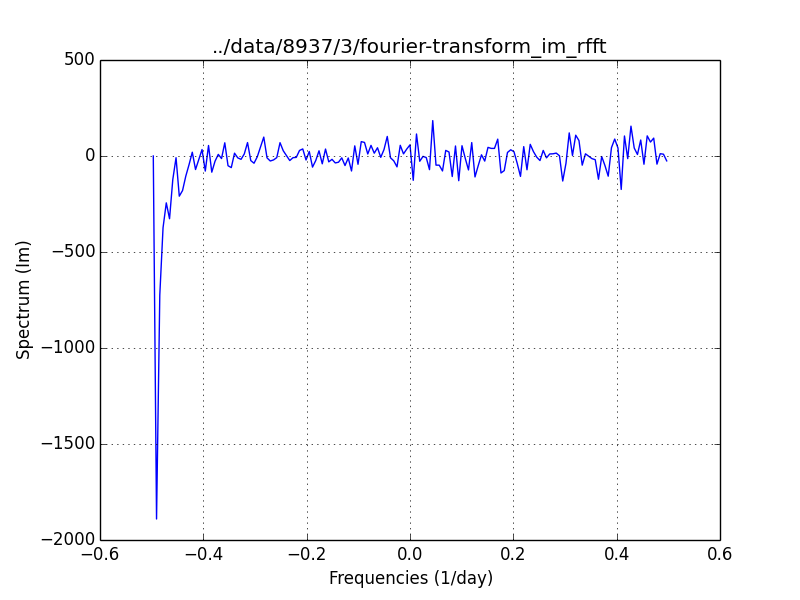 ../data/8937/3/fourier-transform_im_rfft
500
0
−500
−1000
−1500
−2000
Spectrum (Im)
−0.6 −0.4 −0.2 0.0 0.2 0.4 0.6
Frequencies (1/day)